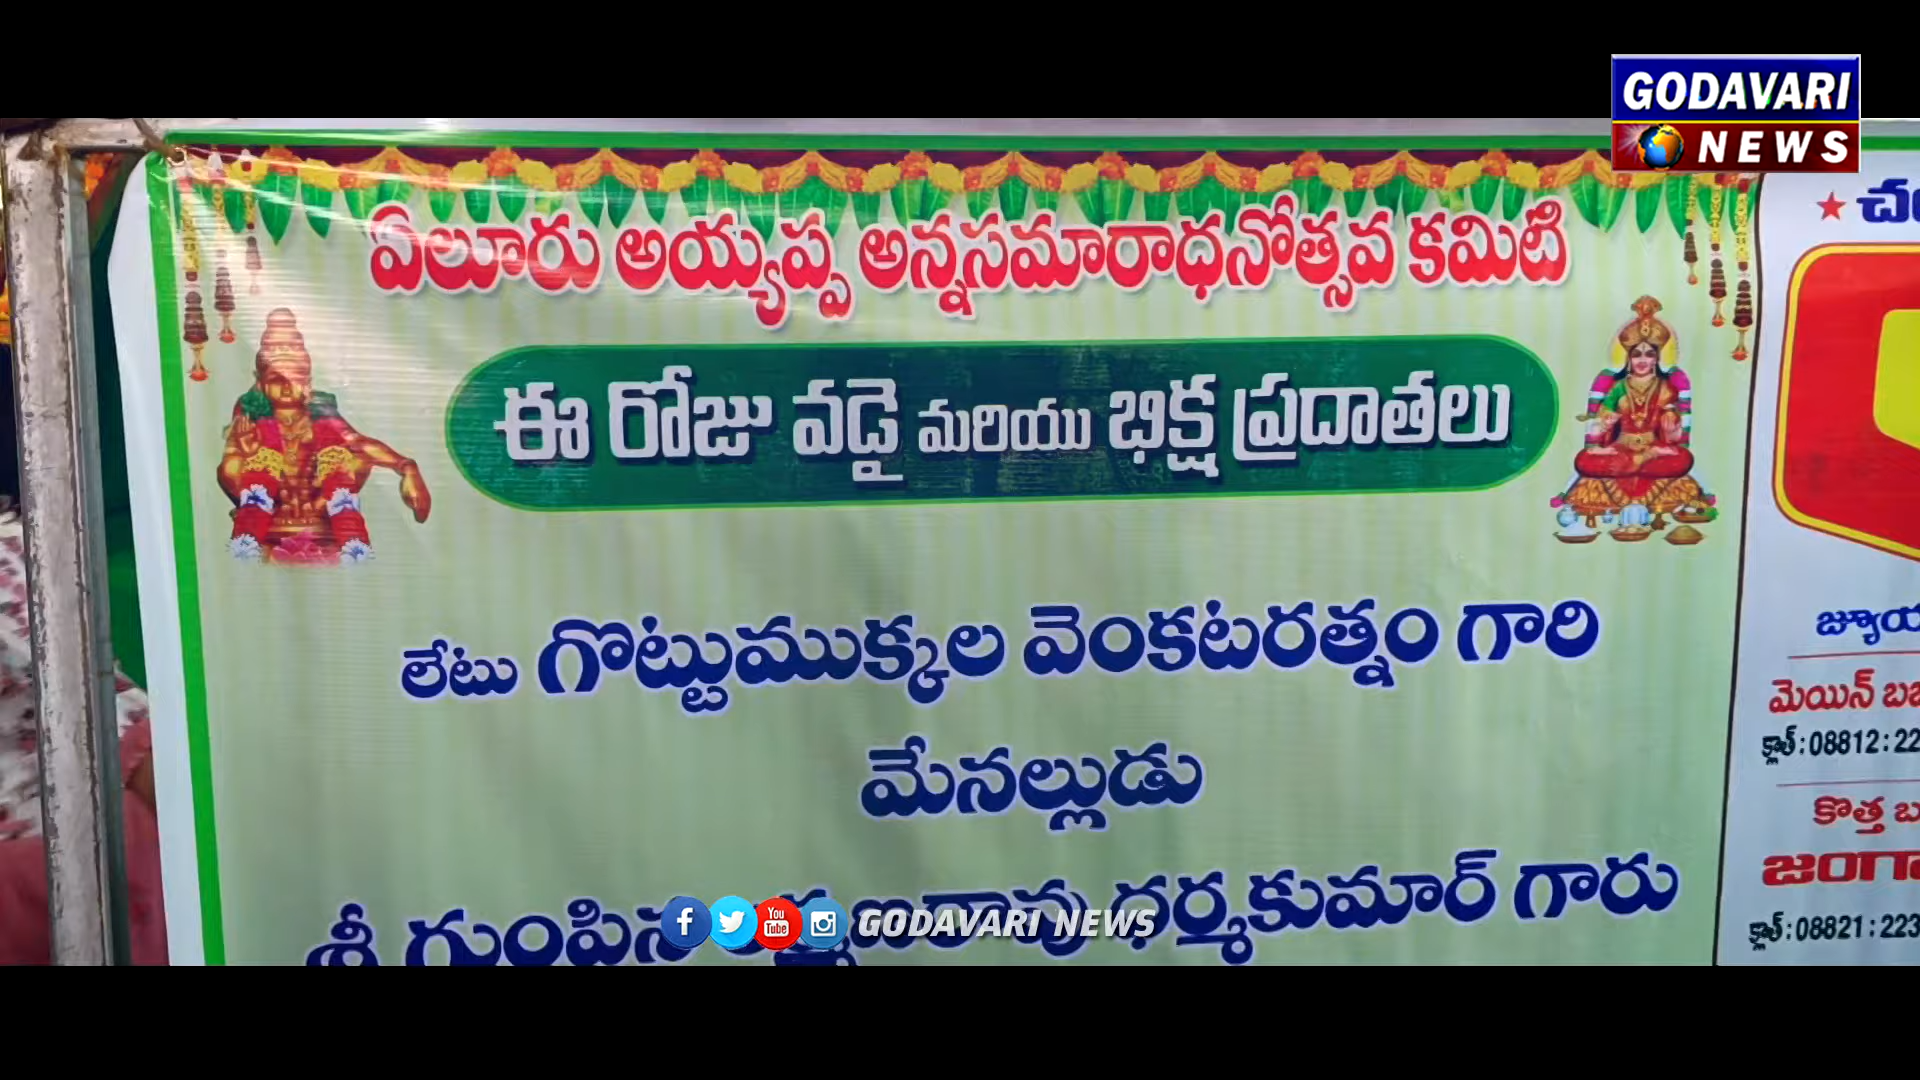 GODAVARI
NEWS
ఏలూరు అయ్యప్ప అన్నసమారాధనోత్సవ కమిటి
ఈ రోజు వడై మరియు భిక్ష ప్రదాతలు
లేటు గొట్టుముక్కల వెంకటరత్నం గారి
మేనల్లుడు
శ్రీ ధర్మకుమార్ గారు
GODAVARI NEWS
మెయిన్
క్లాత్ : 08812 : 22
కొత్త
క్లాత్ : 08821 : 223